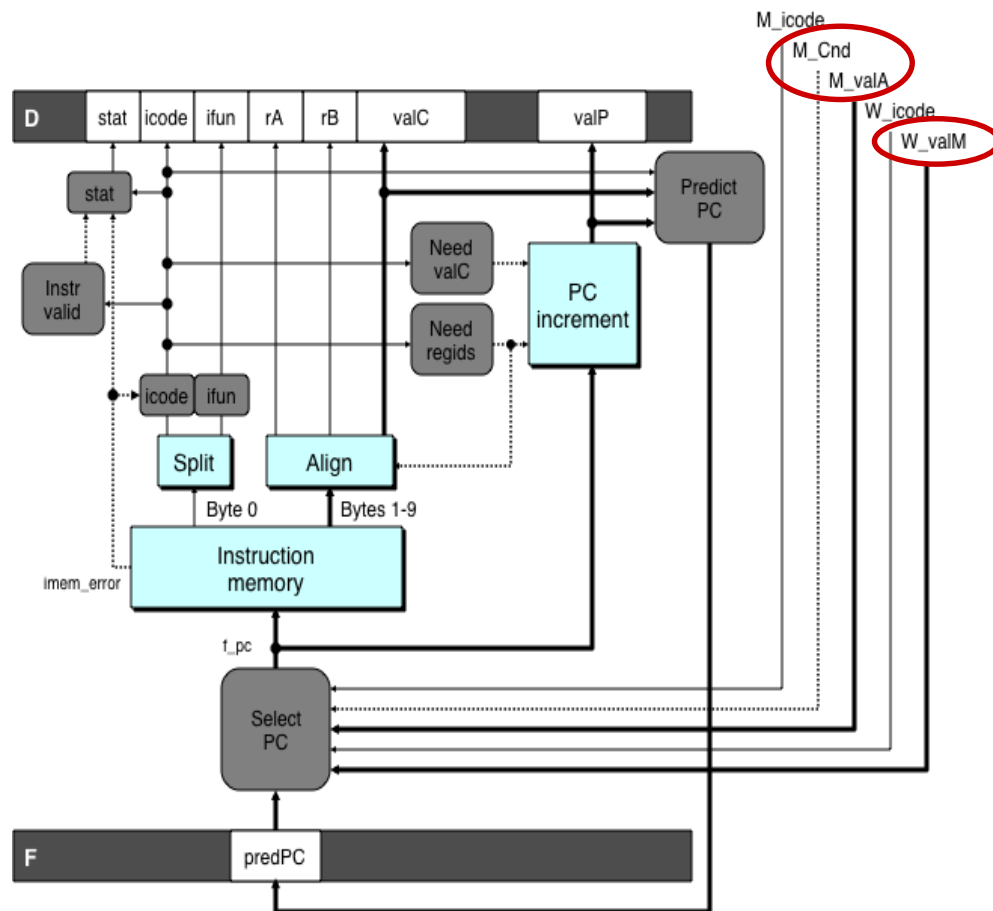 M_icode
M_Cnd
M_valA
W_icode
W_valM
D
stat
icode
ifun
rA
rB
valC
valP
stat
Predict
PC
Need
valC
Instr
valid
PC
increment
Need
regids
icode
ifun
Split
Align
Byte 0
Bytes 1-9
Instruction
memory
imem_error
f_pc
Select
PC
F
predPC